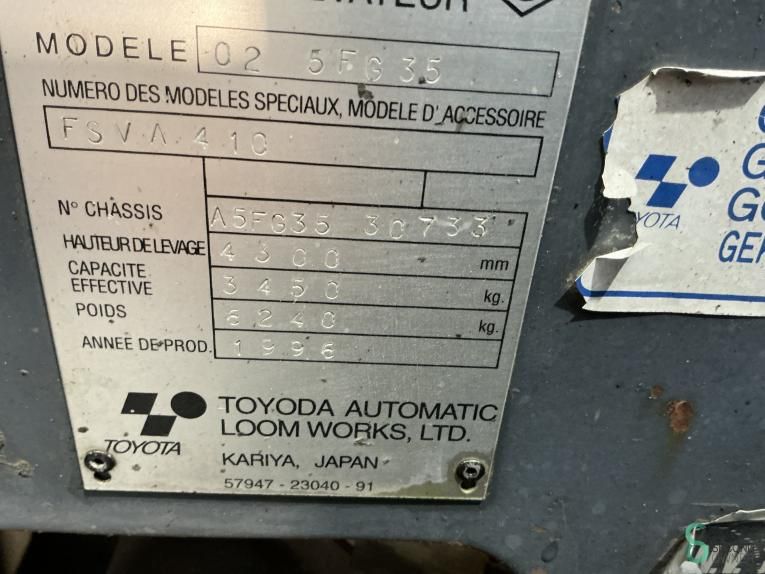 MODELE 02 5FG35
NUMERO DES MODELES SPECIAUX, MODELE D'ACCESSOIRE
FSVA 410
N° CHASSIS A5FG35 30733
HAUTEUR DE LEVAGE 4300 mm
CAPACITE EFFECTIVE 3450 kg.
POIDS 6240 kg.
ANNEE DE PROD. 1996
TOYOTA
TOYODA AUTOMATIC
LOOM WORKS, LTD.
KARIYA, JAPAN
57947 - 23040 - 91